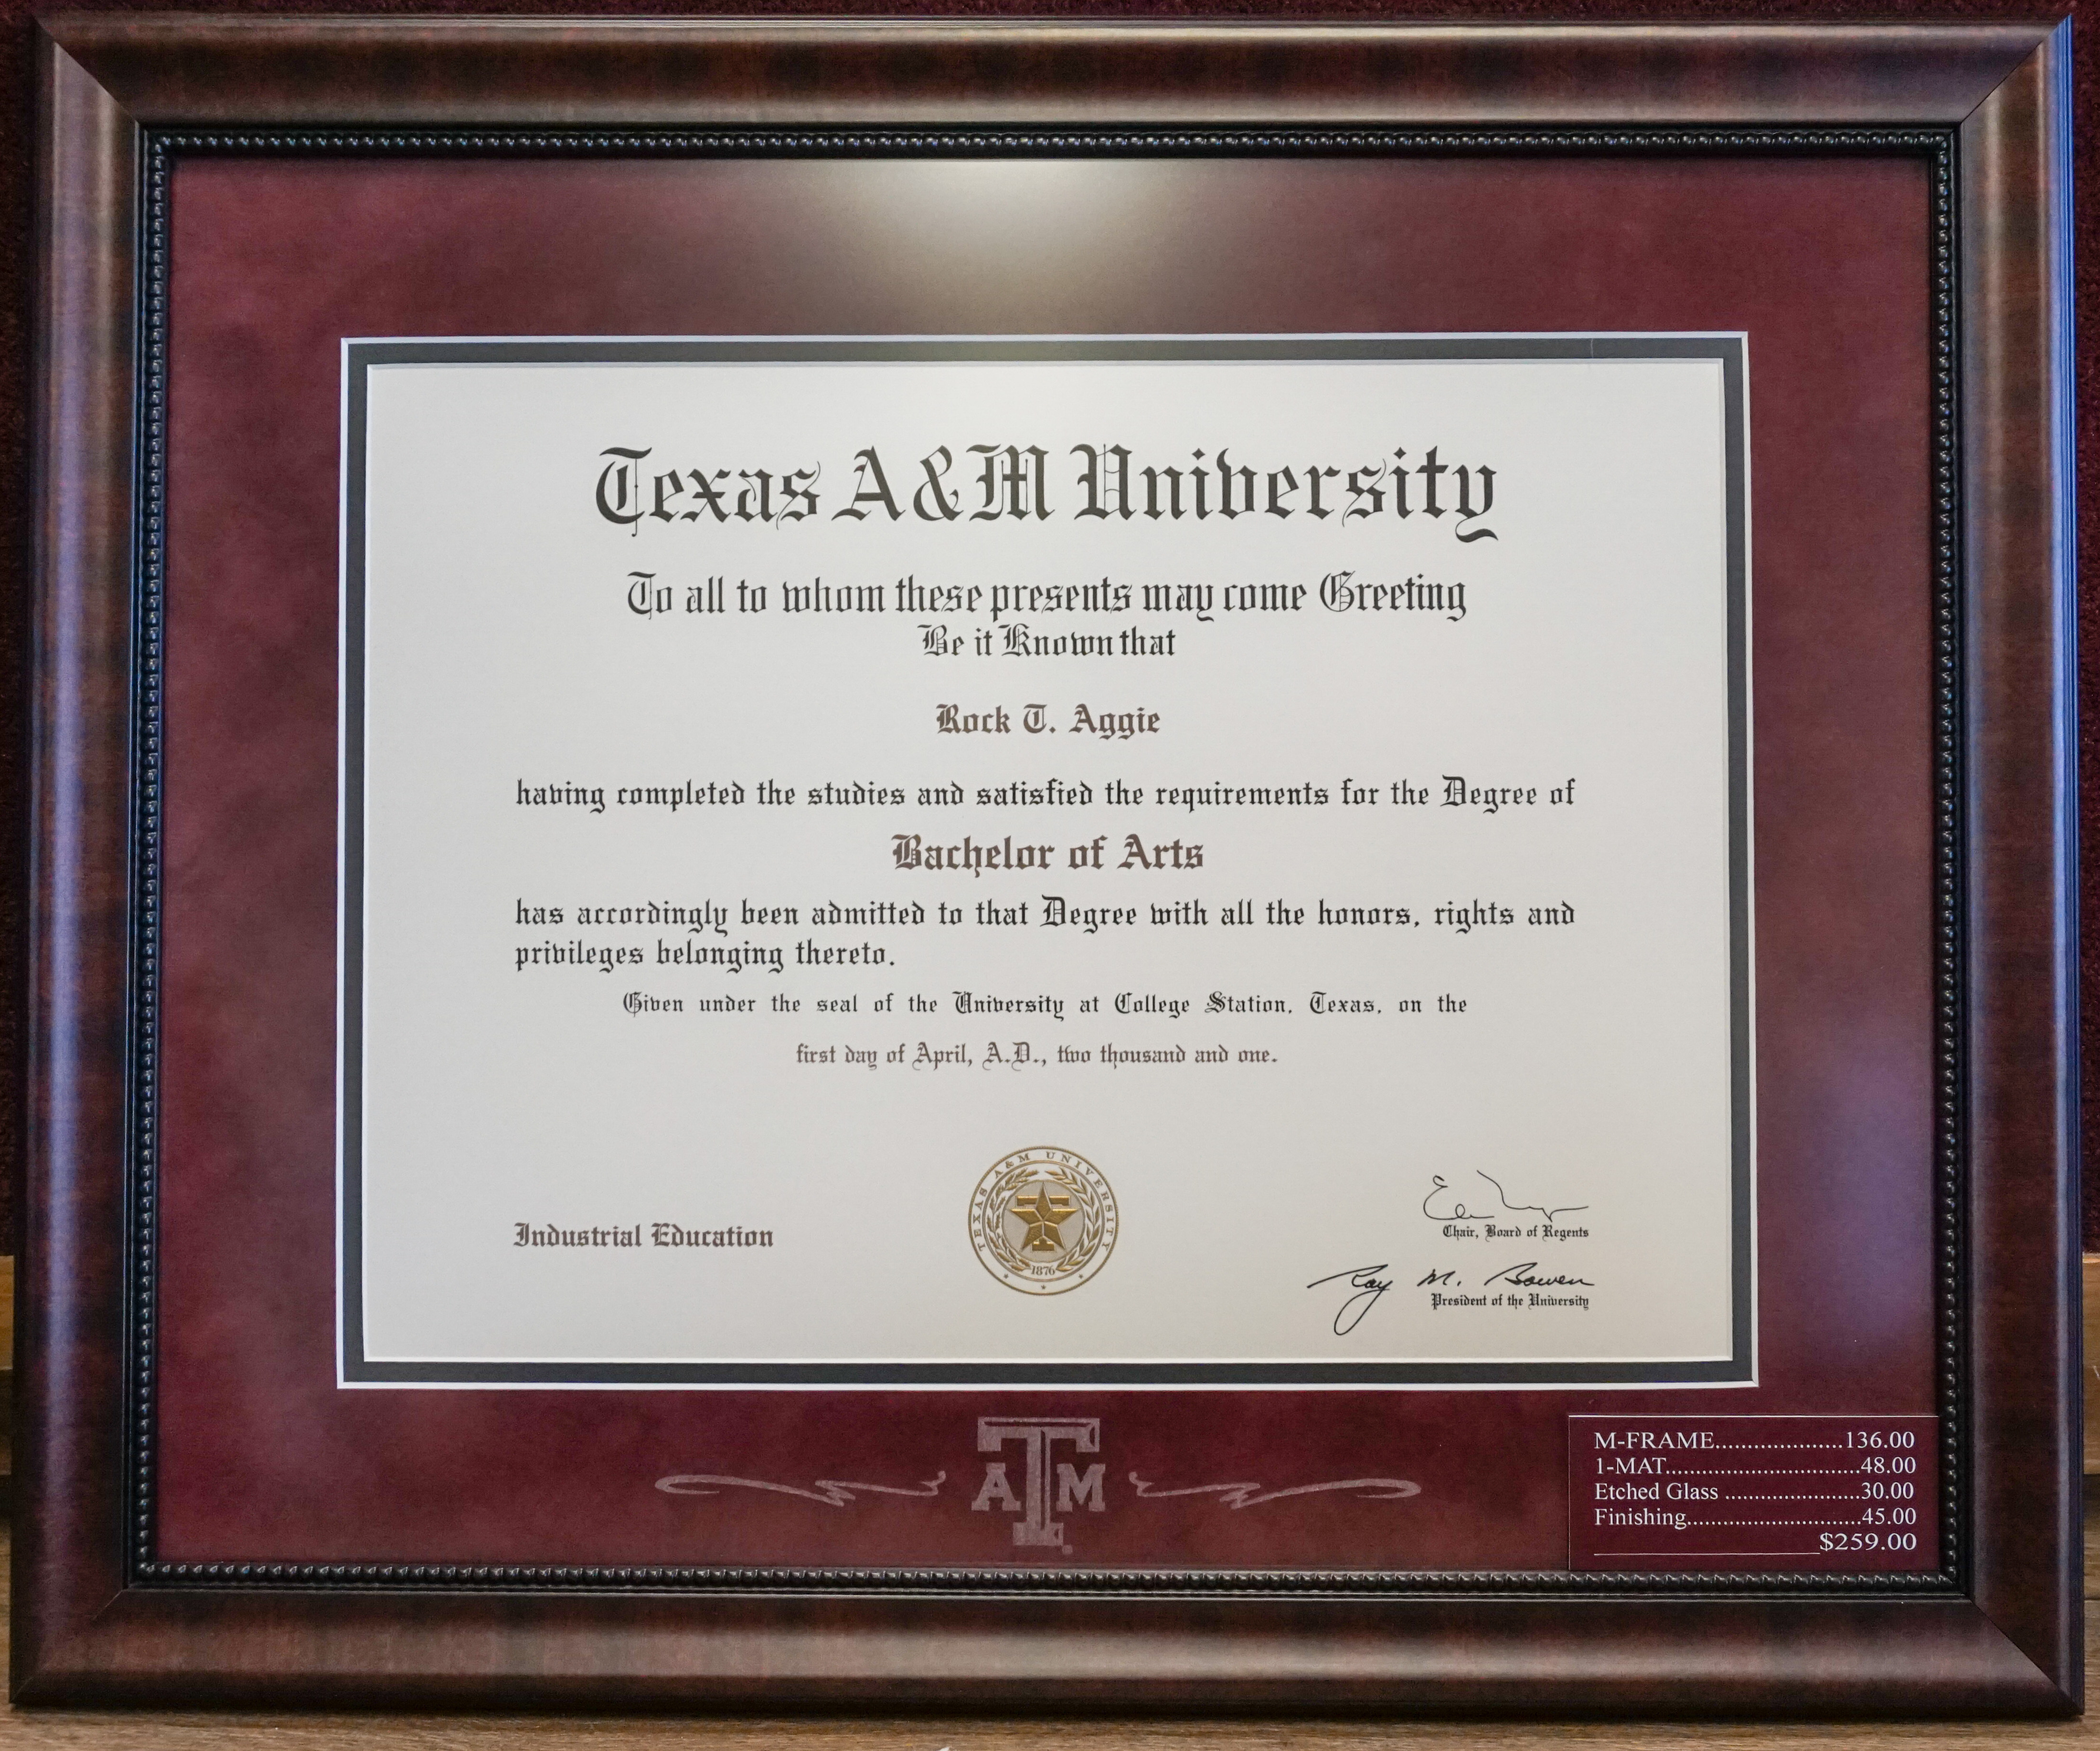 Texas A&M University
To all to whom these presents may come Greeting
Be it Known that
Rock T. Aggie
having completed the studies and satisfied the requirements for the Degree of
Bachelor of Arts
has accordingly been admitted to that Degree with all the honors, rights and
privileges belonging thereto.
Given under the seal of the University at College Station, Texas, on the
first day of April, A.D., two thousand and one.
Industrial Education
TEXAS A&M UNIVERSITY
1876
Chair, Board of Regents
Ray M. Bowen
President of the University
ATM
M-FRAME.....................136.00
1-MAT................................48.00
Etched Glass ......................30.00
Finishing.............................45.00
$259.00